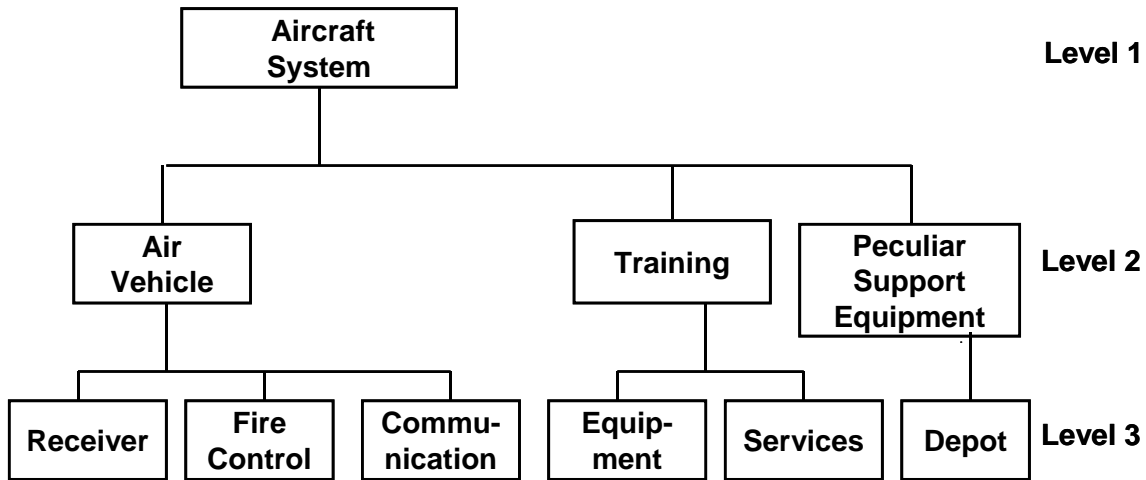 Aircraft
System
Level 1
Air
Vehicle
Training
Peculiar
Support
Equipment
Level 2
Receiver
Fire
Control
Commu-
nication
Equip-
ment
Services
Depot
Level 3